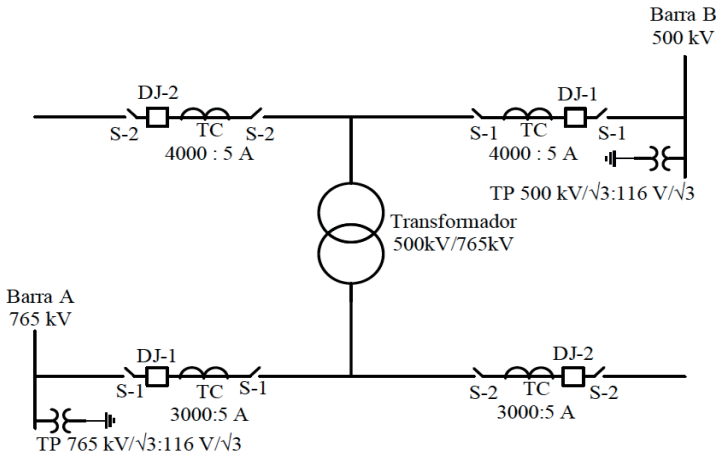 Barra B
500 kV
DJ-2
DJ-1
S-2
TC
S-2
S-1
TC
S-1
4000 : 5 A
4000 : 5 A
TP 500 kV/√3:116 V/√3
Transformador
500kV/765kV
Barra A
765 kV
DJ-1
DJ-2
S-1
TC
S-1
S-2
TC
S-2
3000:5 A
3000:5 A
TP 765 kV/√3:116 V/√3